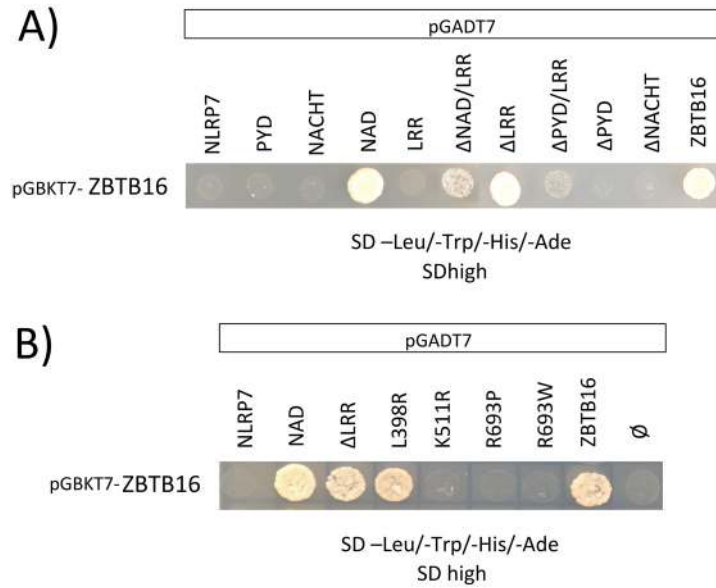 A)
pGADT7
NLRP7 PYD NACHT NAD LRR ΔNAD/LRR ΔLRR ΔPYD/LRR ΔPYD ΔNACHT ZBTB16
pGBKT7- ZBTB16
SD –Leu/-Trp/-His/-Ade
SDhigh
B)
pGADT7
NLRP7 NAD ΔLRR L398R K511R R693P R693W ZBTB16 Ø
pGBKT7-ZBTB16
SD –Leu/-Trp/-His/-Ade
SD high